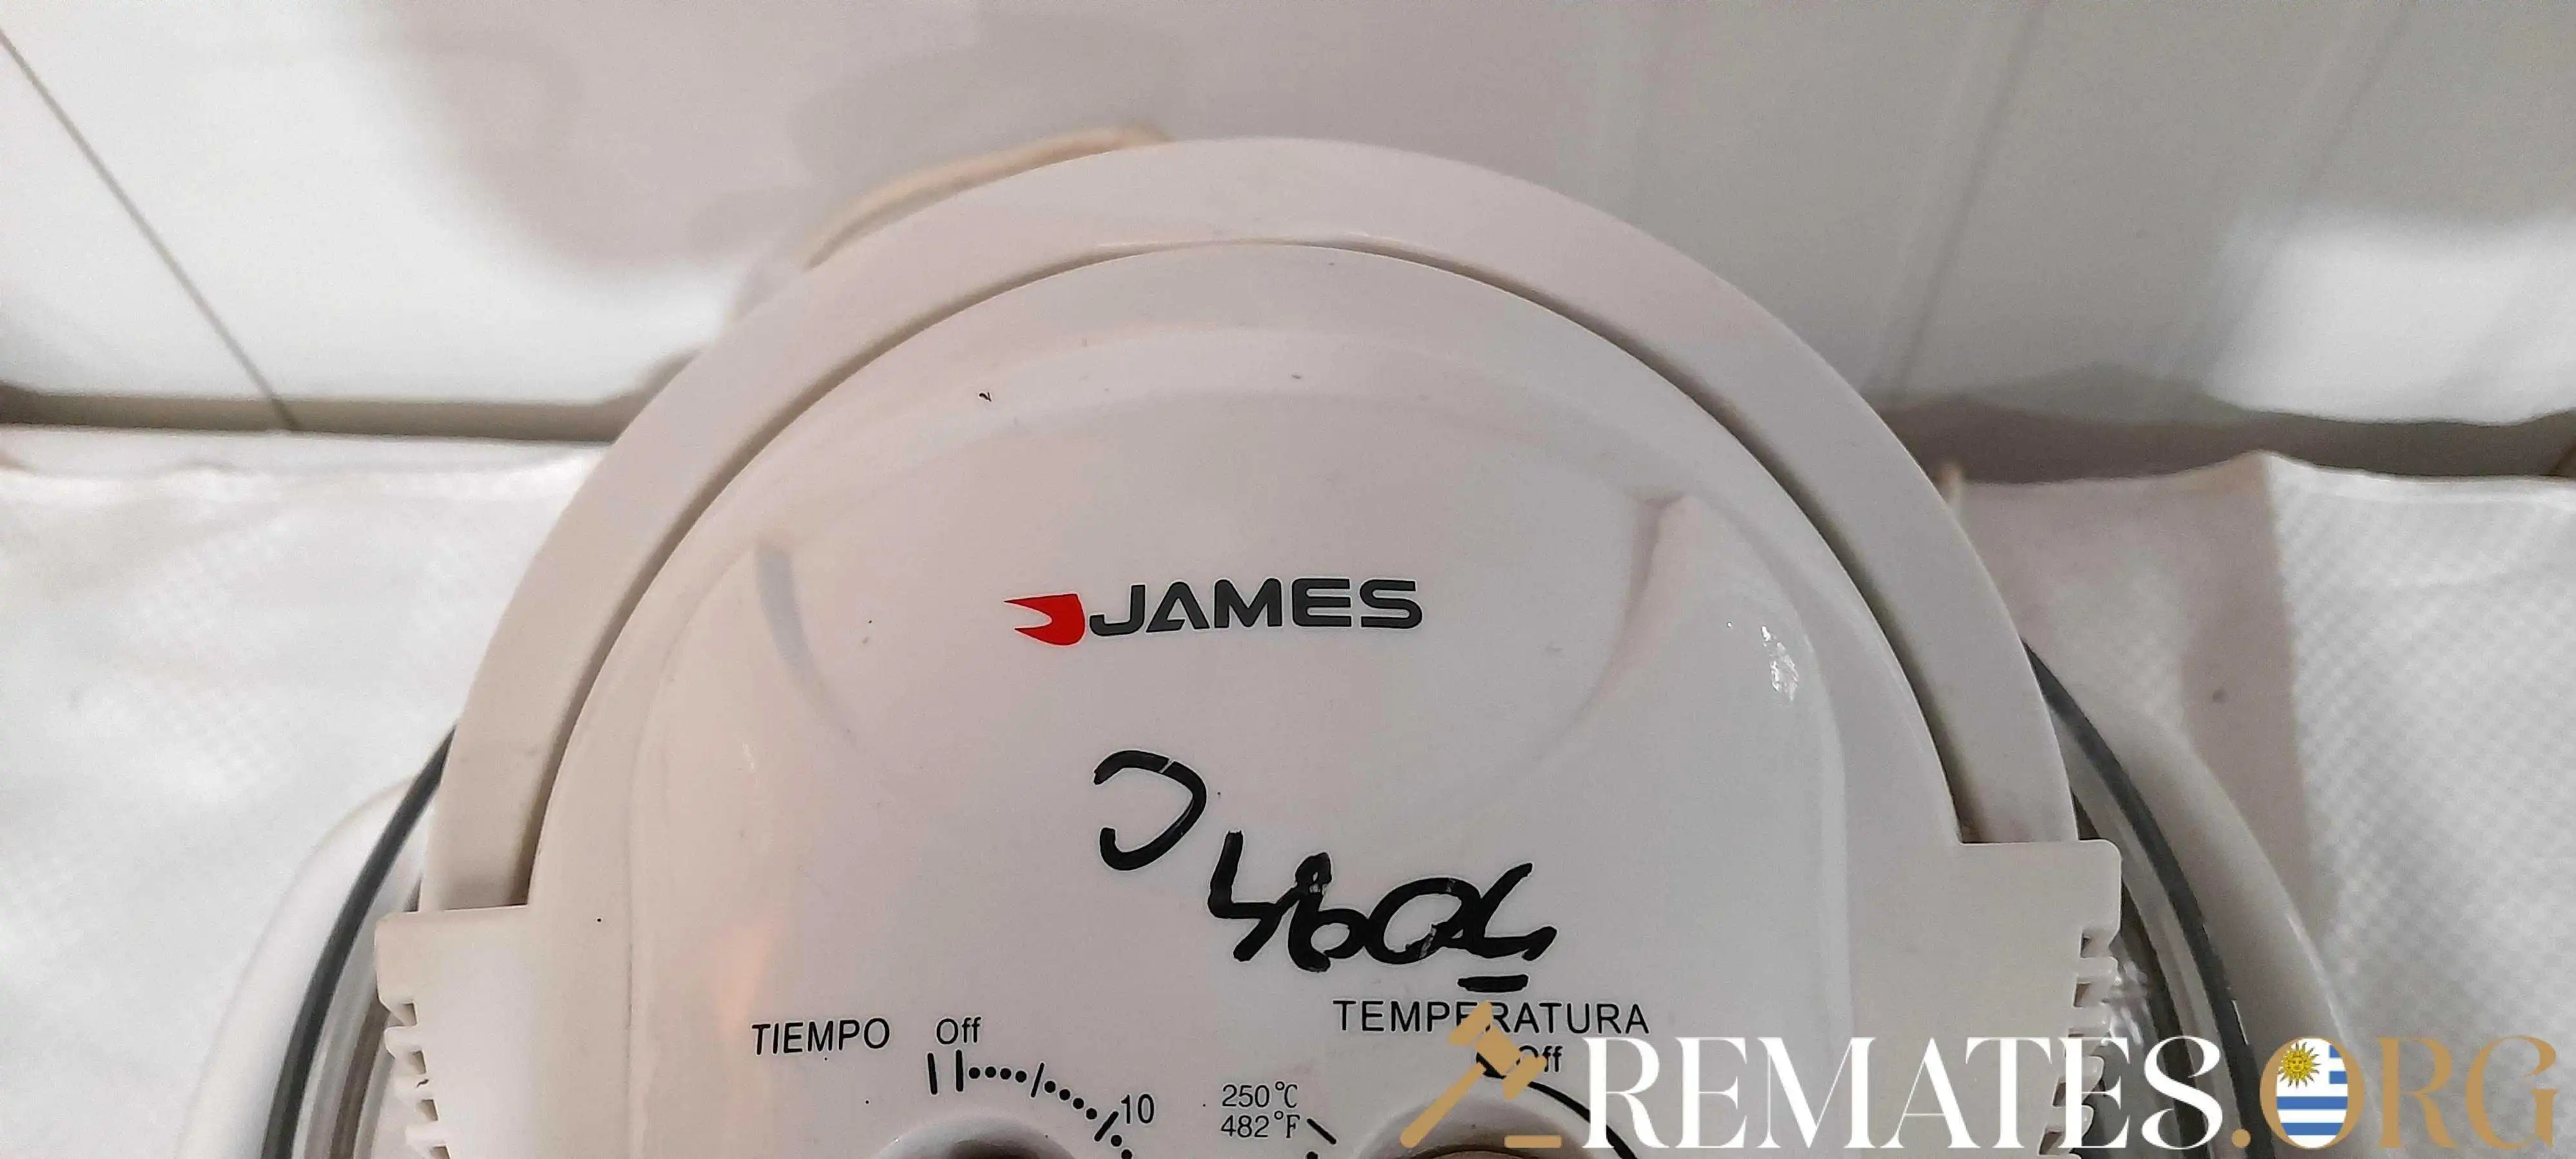 JAMES
TIEMPO Off
10
TEMPERATURA
Off
250°C
482°F
REMATES.ORG